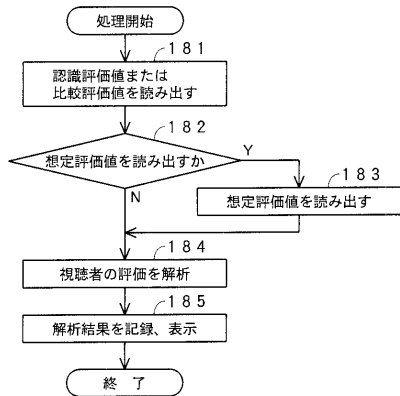 処理開始
181
認識評価値または
比較評価値を読み出す
182
想定評価値を読み出すか
Y
N
183
想定評価値を読み出す
184
視聴者の評価を解析
185
解析結果を記録、表示
終 了